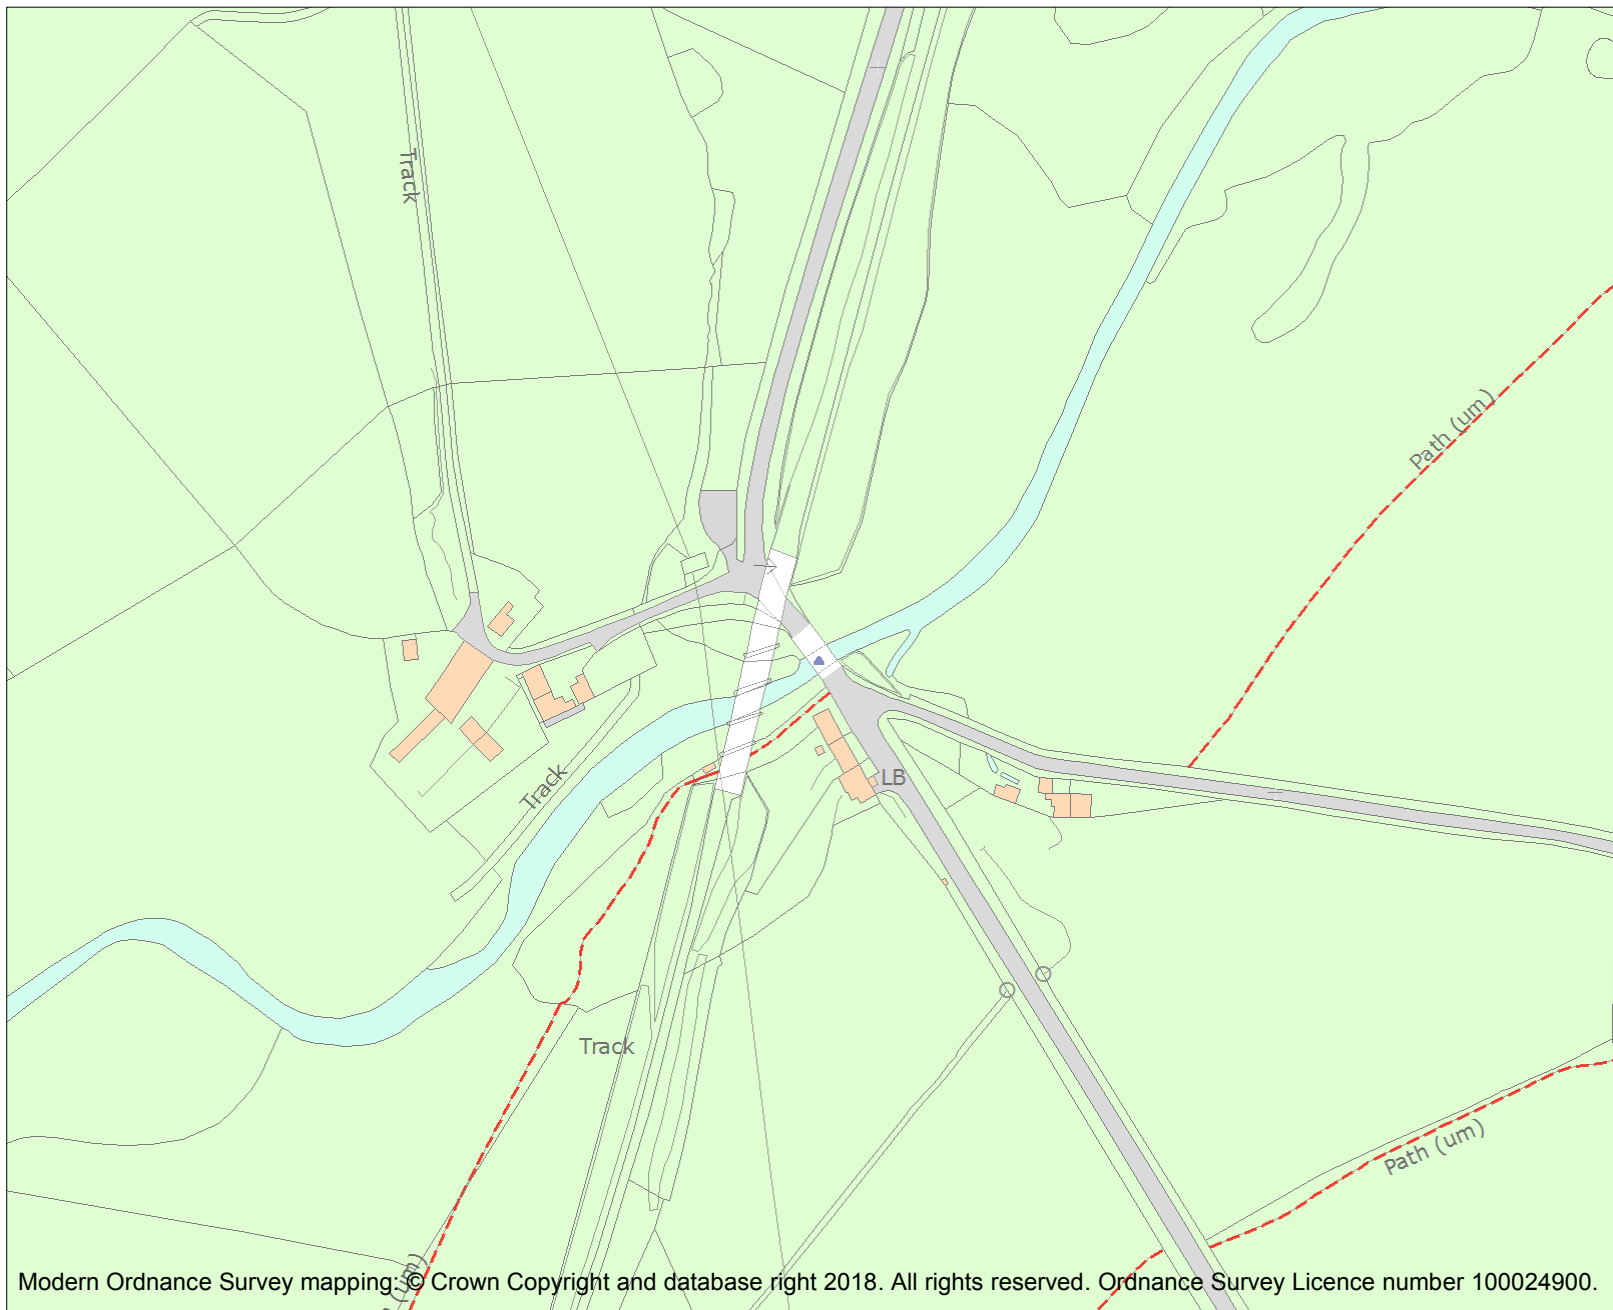 Track
Path (um)
LB
Track
Track
Path (um)
(um)
Modern Ordnance Survey mapping: © Crown Copyright and database right 2018. All rights reserved. Ordnance Survey Licence number 100024900.